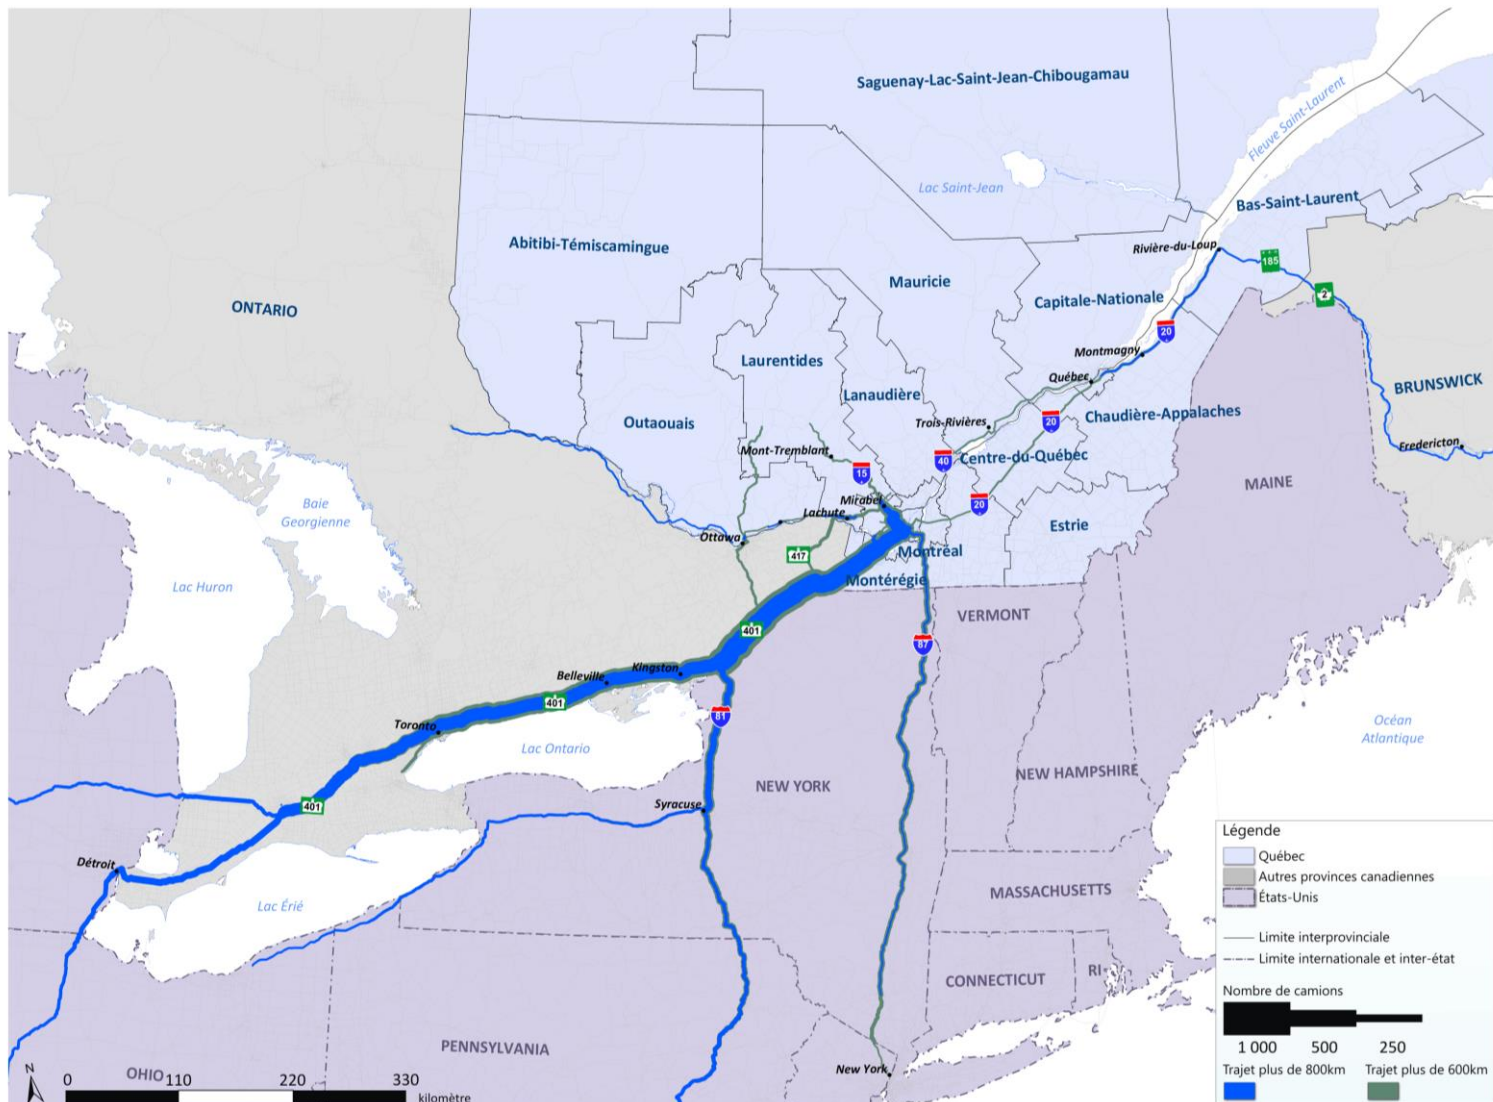 Saguenay-Lac-Saint-Jean-Chibougamau
Fleuve Saint-Laurent
Lac Saint-Jean
Bas-Saint-Laurent
Abitibi-Témiscamingue
Rivière-du-Loup
185
Mauricie
2
Capitale-Nationale
ONTARIO
20
Laurentides
Montmagny
Québec
BRUNSWICK
Lanaudière
Chaudière-Appalaches
Outaouais
Trois-Rivières
20
Fredericton
Mont-Tremblant
40
Centre-du-Québec
15
MAINE
Mirabel
20
Baie
Georgienne
Lachute
Estrie
Ottawa
417
Montréal
Lac Huron
Montérégie
VERMONT
401
87
Kingston
Belleville
401
81
Toronto
Océan
Atlantique
Lac Ontario
NEW HAMPSHIRE
NEW YORK
401
Syracuse
Détroit
MASSACHUSETTS
Lac Érié
CONNECTICUT
RI
PENNSYLVANIA
New York
OHIO
N
0 110 220 330
kilomètre
Légende
Québec
Autres provinces canadiennes
États-Unis
Limite interprovinciale
Limite internationale et inter-état
Nombre de camions
1 000 500 250
Trajet plus de 800km Trajet plus de 600km